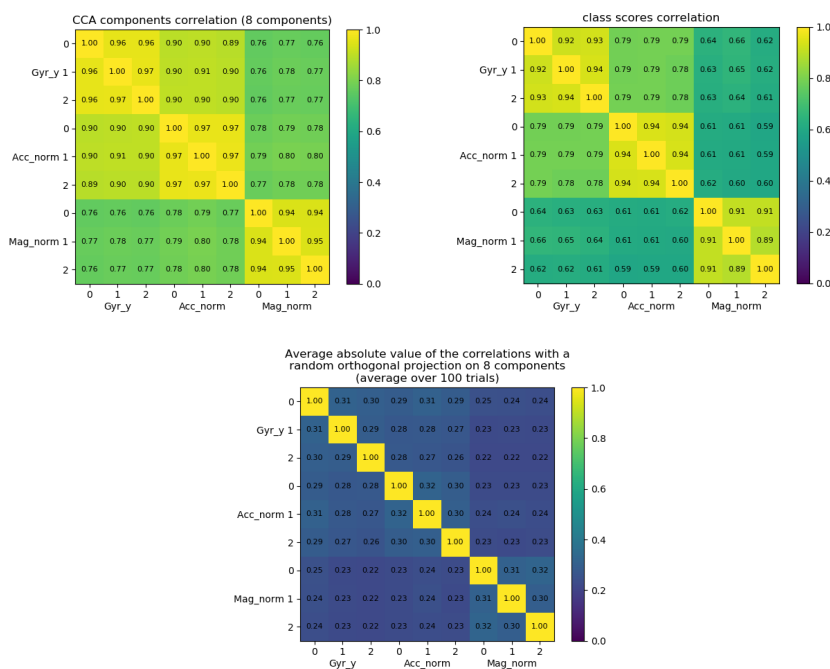 CCA components correlation (8 components)
0 1.00 0.96 0.96 0.90 0.90 0.89 0.76 0.77 0.76 1.0
Gyr_y 1 0.96 1.00 0.97 0.90 0.91 0.90 0.76 0.78 0.77 0.8
2 0.96 0.97 1.00 0.90 0.90 0.90 0.76 0.77 0.77
0 0.90 0.90 0.90 1.00 0.97 0.97 0.78 0.79 0.78 0.6
Acc_norm 1 0.90 0.91 0.90 0.97 1.00 0.97 0.79 0.80 0.80
2 0.89 0.90 0.90 0.97 0.97 1.00 0.77 0.78 0.78 0.4
0 0.76 0.76 0.76 0.78 0.79 0.77 1.00 0.94 0.94
Mag_norm 1 0.77 0.78 0.77 0.79 0.80 0.78 0.94 1.00 0.95 0.2
2 0.76 0.77 0.77 0.78 0.80 0.78 0.94 0.95 1.00 0.0
0 1 2 0 1 2 0 1 2
Gyr_y Acc_norm Mag_norm
class scores correlation
0 1.00 0.92 0.93 0.79 0.79 0.79 0.64 0.66 0.62 1.0
Gyr_y 1 0.92 1.00 0.94 0.79 0.79 0.78 0.63 0.65 0.62 0.8
2 0.93 0.94 1.00 0.79 0.79 0.78 0.63 0.64 0.61
0 0.79 0.79 0.79 1.00 0.94 0.94 0.61 0.61 0.59 0.6
Acc_norm 1 0.79 0.79 0.79 0.94 1.00 0.94 0.61 0.61 0.59
2 0.79 0.78 0.78 0.94 0.94 1.00 0.62 0.60 0.60 0.4
0 0.64 0.63 0.63 0.61 0.61 0.62 1.00 0.91 0.91
Mag_norm 1 0.66 0.65 0.64 0.61 0.61 0.60 0.91 1.00 0.89 0.2
2 0.62 0.62 0.61 0.59 0.59 0.60 0.91 0.89 1.00 0.0
0 1 2 0 1 2 0 1 2
Gyr_y Acc_norm Mag_norm
Average absolute value of the correlations with a
random orthogonal projection on 8 components
(average over 100 trials)
0 1.00 0.31 0.30 0.29 0.31 0.29 0.25 0.24 0.24 1.0
Gyr_y 1 0.31 1.00 0.29 0.28 0.28 0.27 0.23 0.23 0.23 0.8
2 0.30 0.29 1.00 0.28 0.27 0.26 0.22 0.22 0.22
0 0.29 0.28 0.28 1.00 0.32 0.30 0.23 0.23 0.23 0.6
Acc_norm 1 0.31 0.28 0.27 0.32 1.00 0.30 0.24 0.24 0.24
2 0.29 0.27 0.26 0.30 0.30 1.00 0.23 0.23 0.23 0.4
0 0.25 0.23 0.22 0.23 0.24 0.23 1.00 0.31 0.32
Mag_norm 1 0.24 0.23 0.22 0.23 0.24 0.23 0.31 1.00 0.30 0.2
2 0.24 0.23 0.22 0.23 0.24 0.23 0.32 0.30 1.00 0.0
0 1 2 0 1 2 0 1 2
Gyr_y Acc_norm Mag_norm